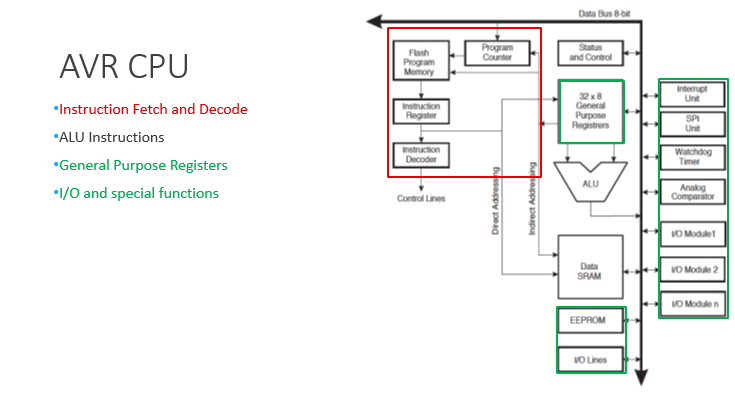 AVR CPU
•Instruction Fetch and Decode
•ALU Instructions
•General Purpose Registers
•I/O and special functions
Data Bus 8-bit
Flash
Program
Memory
Program
Counter
Status
and Control
Instruction
Register
32 x 8
General
Purpose
Registrers
Interrupt
Unit
SPI
Unit
Instruction
Decoder
Watchdog
Timer
Control Lines
Direct Addressing
Indirect Addressing
ALU
Analog
Comparator
I/O Module1
Data
SRAM
I/O Module 2
I/O Module n
EEPROM
I/O Lines